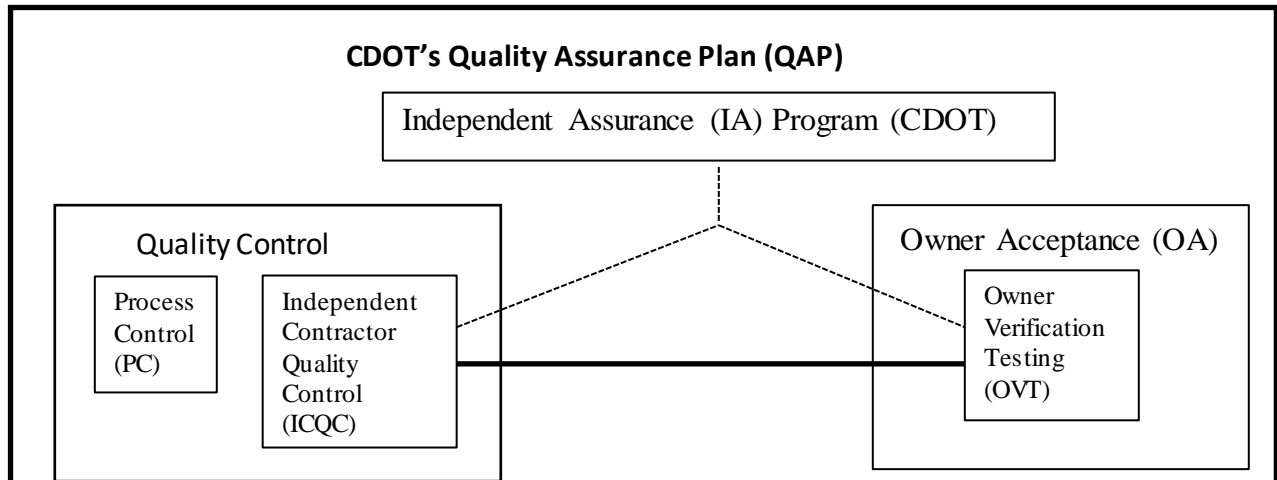 CDOT’s Quality Assurance Plan (QAP)
Independent Assurance (IA) Program (CDOT)
Quality Control
Process
Control
(PC)
Independent
Contractor
Quality
Control
(ICQC)
Owner Acceptance (OA)
Owner
Verification
Testing
(OVT)